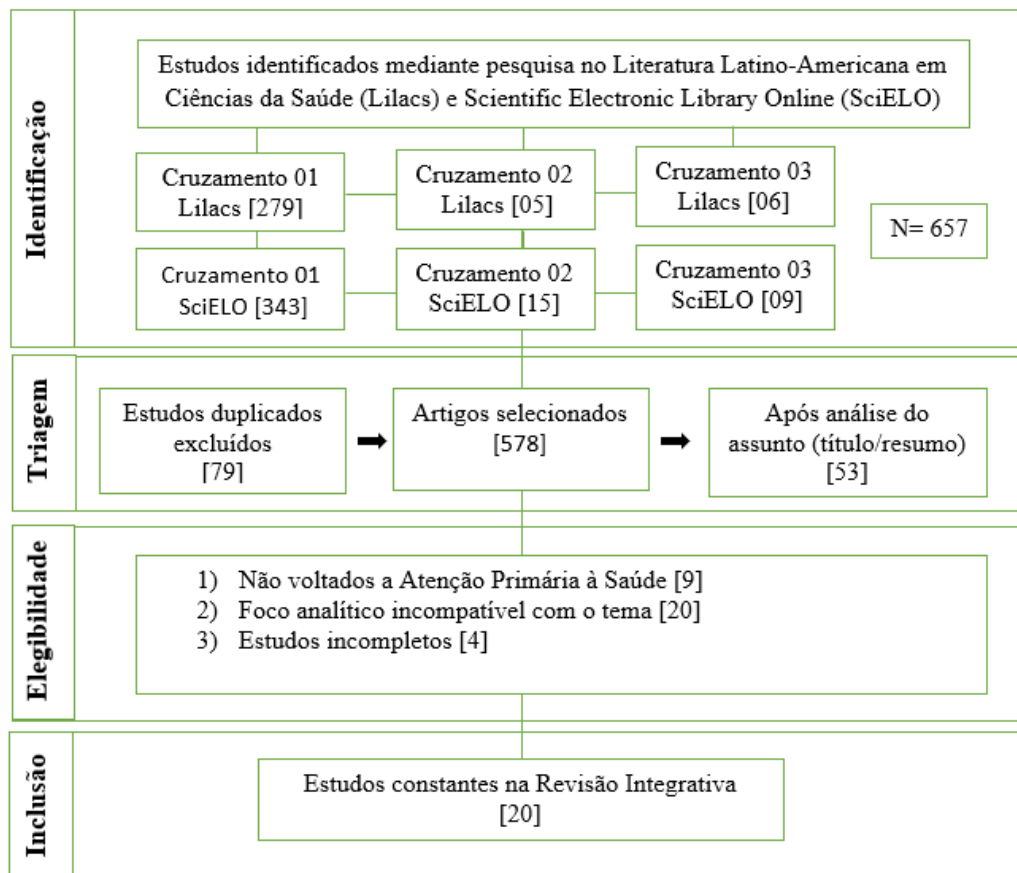 Identificação
Estudos identificados mediante pesquisa no Literatura Latino-Americana em
Ciências da Saúde (Lilacs) e Scientific Electronic Library Online (SciELO)
Cruzamento 01
Lilacs [279]
Cruzamento 02
Lilacs [05]
Cruzamento 03
Lilacs [06]
N= 657
Cruzamento 01
SciELO [343]
Cruzamento 02
SciELO [15]
Cruzamento 03
SciELO [09]
Triagem
Estudos duplicados
excluídos
[79]
Artigos selecionados
[578]
Após análise do
assunto (título/resumo)
[53]
Elegibilidade
1) Não voltados a Atenção Primária à Saúde [9]
2) Foco analítico incompatível com o tema [20]
3) Estudos incompletos [4]
Inclusão
Estudos constantes na Revisão Integrativa
[20]